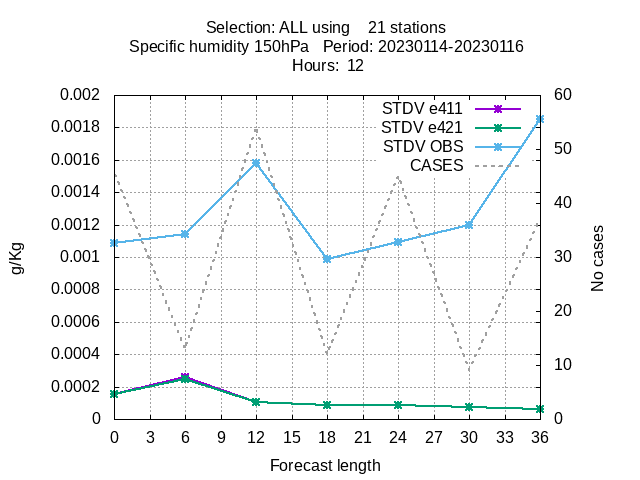 Selection: ALL using 21 stations
Specific humidity 150hPa Period: 20230114-20230116
Hours: 12
STDV e411
STDV e421
STDV OBS
CASES
0.002
0.0018
0.0016
0.0014
0.0012
0.001
0.0008
0.0006
0.0004
0.0002
0
g/Kg
60
50
40
30
20
10
0
No cases
0 3 6 9 12 15 18 21 24 27 30 33 36
Forecast length